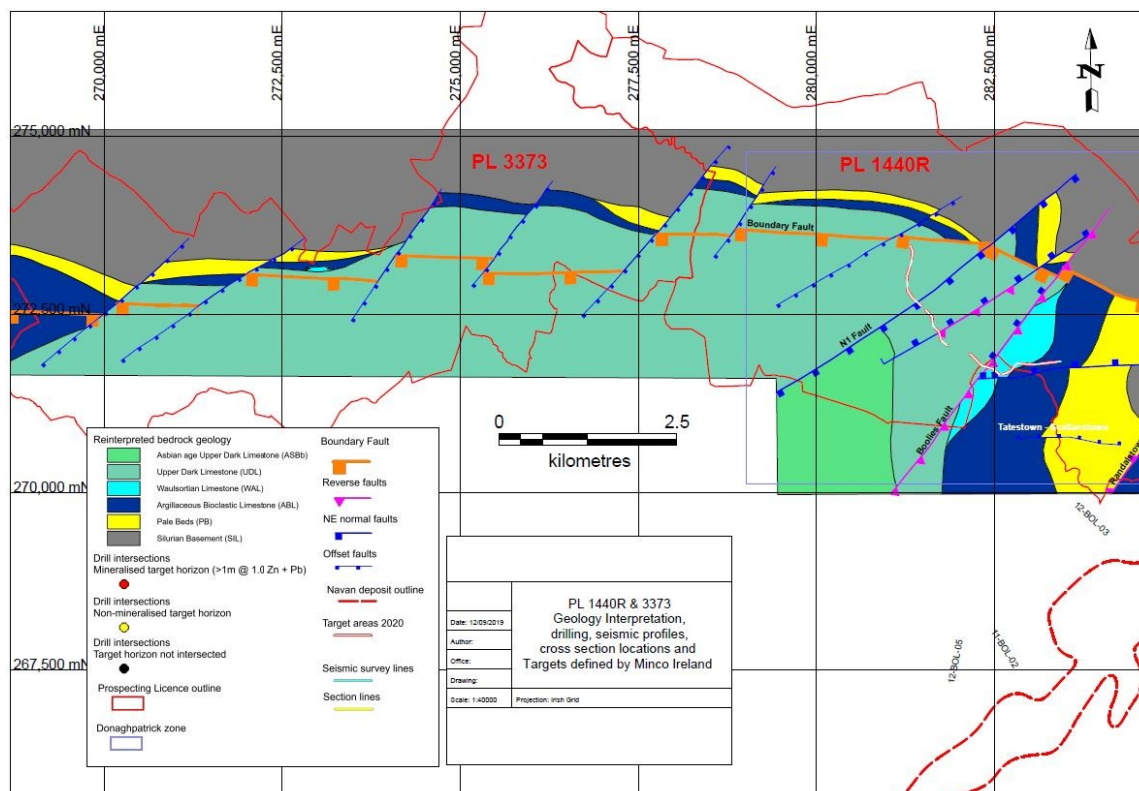 270,000 mE
272,500 mE
275,000 mE
277,500 mE
280,000 mE
282,500 mE
N
275,000 mN
272,500 mN
270,000 mN
267,500 mN
PL 3373
PL 1440R
Boundary Fault
N1 Fault
Boolies Fault
Tatestown -
12-BOL-03
11-BOL-02
12-BOL-05
0
2.5
kilometres
Reinterpreted bedrock geology
Asbian age Upper Dark Limestone (ASBb)
Upper Dark Limestone (UDL)
Waulsortian Limestone (WAL)
Argillaceous Bioclastic Limestone (ABL)
Pale Beds (PB)
Silurian Basement (SIL)
Drill intersections
Mineralised target horizon (>1m @ 1.0 Zn + Pb)
Drill intersections
Non-mineralised target horizon
Drill intersections
Target horizon not intersected
Prospecting Licence outline
Donaghpatrick zone
Boundary Fault
Reverse faults
NE normal faults
Offset faults
Navan deposit outline
Target areas 2020
Seismic survey lines
Section lines
Date: 12/09/2019
Author:
Office:
Drawing:
Scale: 1:40000
Projection: Irish Grid
PL 1440R & 3373
Geology Interpretation,
drilling, seismic profiles,
cross section locations and
Targets defined by Minco Ireland